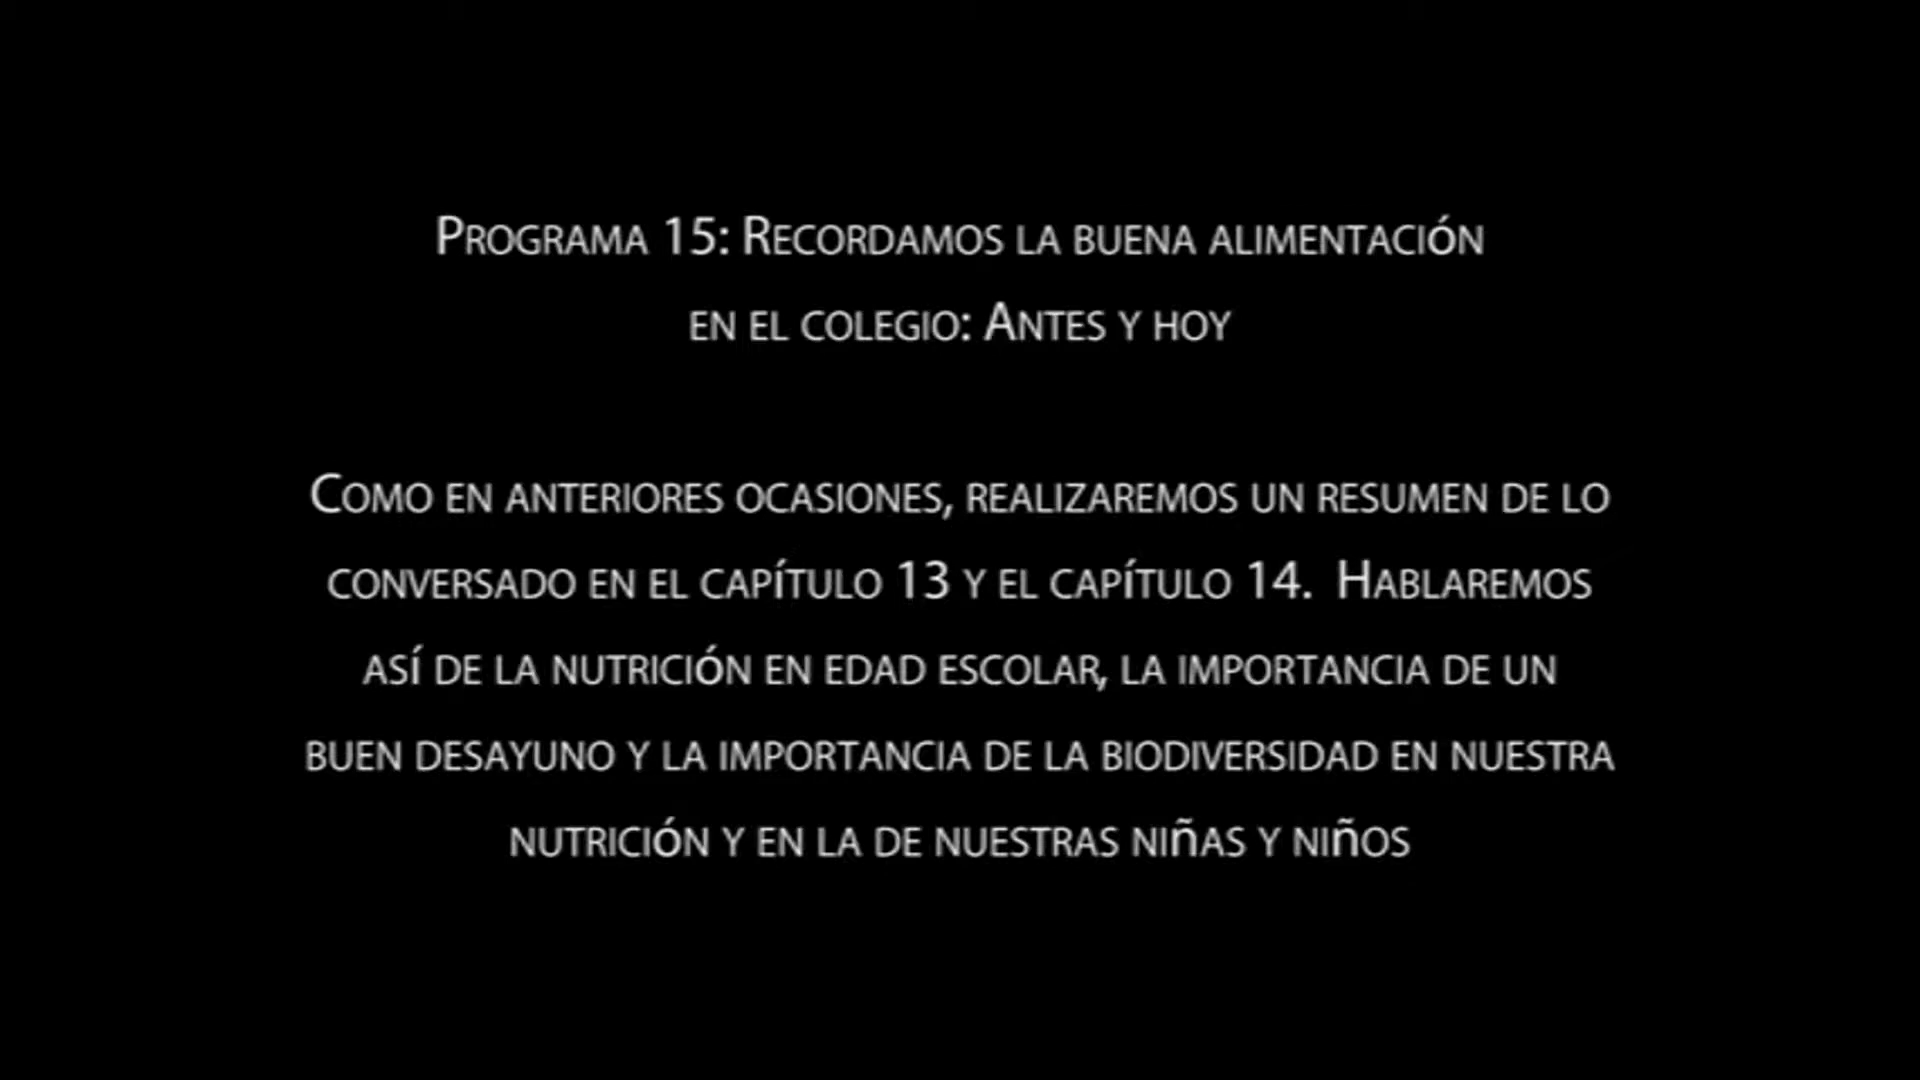 Programa 15: Recordamos la buena alimentación
en el colegio: Antes y hoy
Como en anteriores ocasiones, realizaremos un resumen de lo
conversado en el capítulo 13 y el capítulo 14. Hablaremos
así de la nutrición en edad escolar, la importancia de un
buen desayuno y la importancia de la biodiversidad en nuestra
nutrición y en la de nuestras niñas y niños